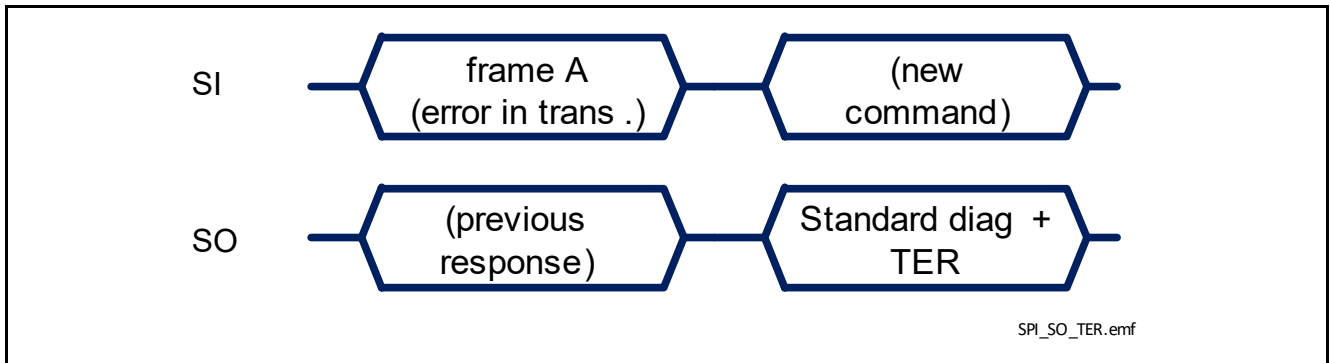 SI
frame A
(error in trans .)
(new
command)
SO
(previous
response)
Standard diag +
TER
SPI_SO_TER.emf